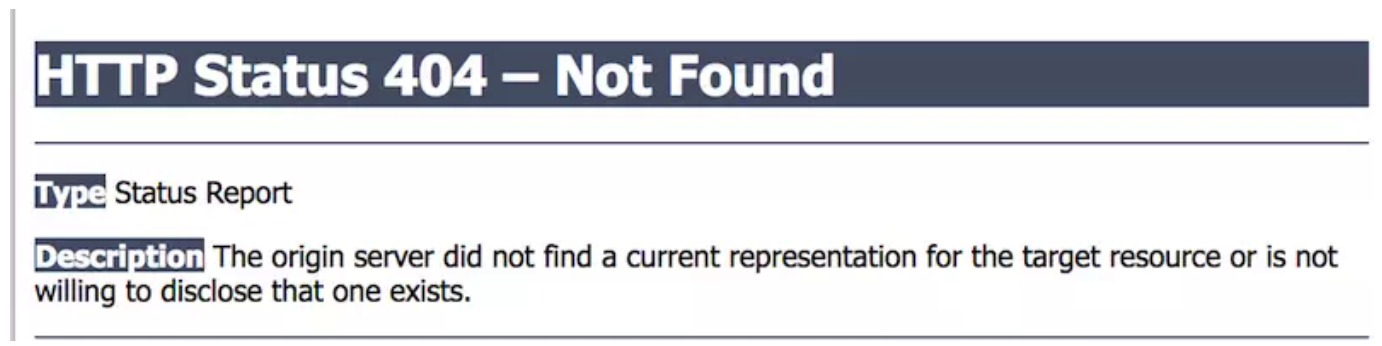 HTTP Status 404 – Not Found
Type Status Report
Description The origin server did not find a current representation for the target resource or is not
willing to disclose that one exists.